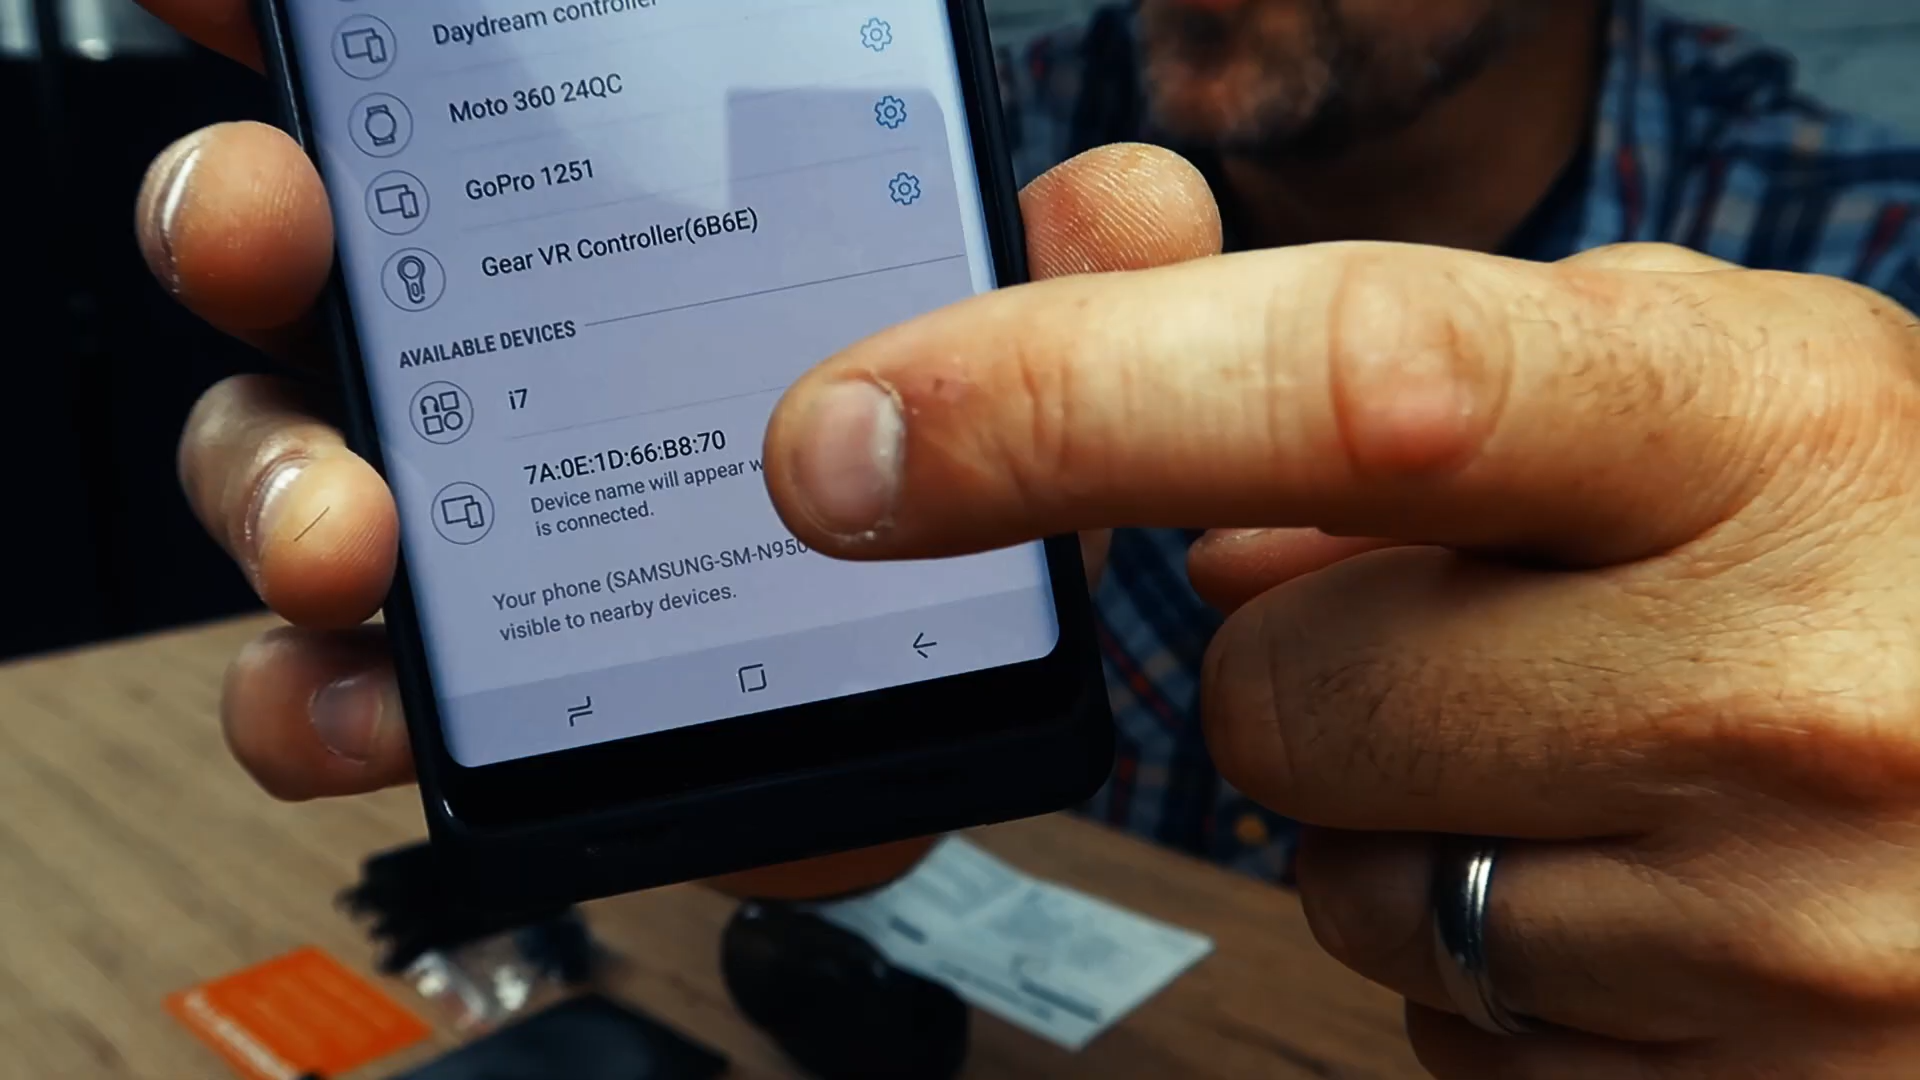 Daydream controller
Moto 360 24QC
GoPro 1251
Gear VR Controller(6B6E)
AVAILABLE DEVICES
i7
7A:0E:1D:66:B8:70
Device name will appear
is connected.
Your phone (SAMSUNG-SM-N950
visible to nearby devices.